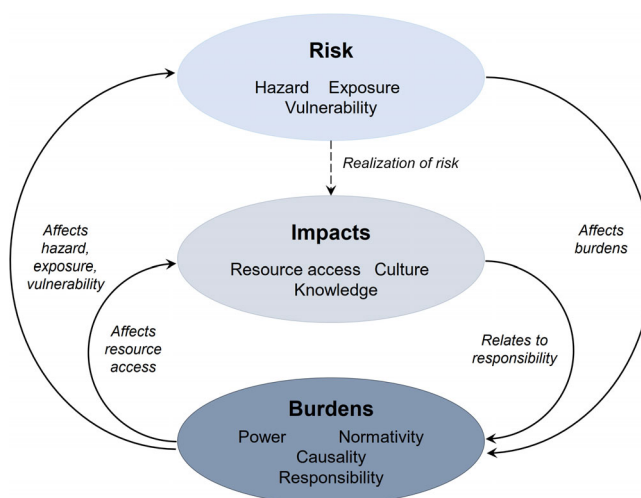 Risk
Hazard Exposure
Vulnerability
Realization of risk
Affects
hazard,
exposure,
vulnerability
Affects
burdens
Impacts
Resource access Culture
Knowledge
Affects
resource
access
Relates to
responsibility
Burdens
Power Normativity
Causality
Responsibility